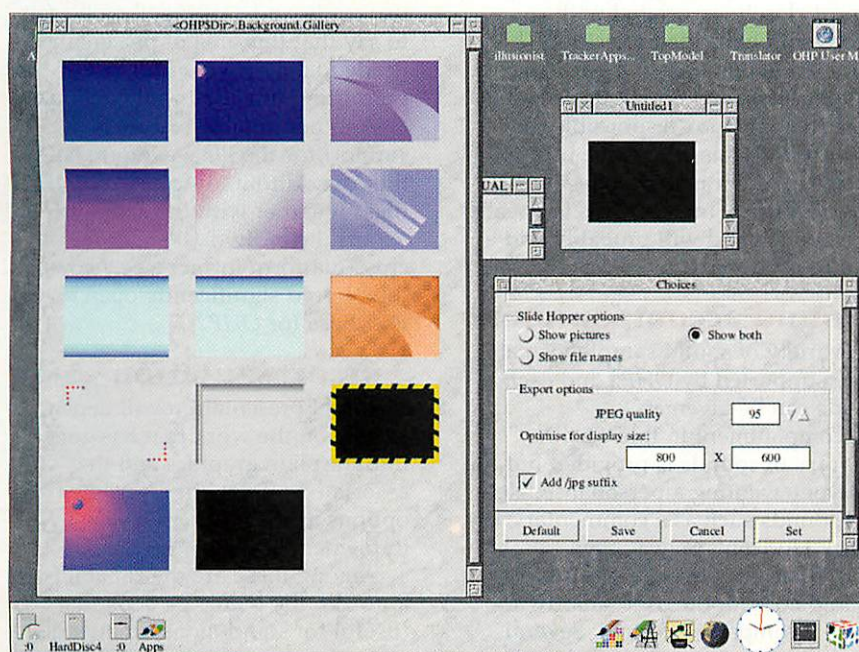 <OHP$Dir>.Background.Gallery
illusionist
TrackerApps...
TopModel
Translator
OHP User M
A
Untitled1
UAL
Choices
Slide Hopper options
Show pictures
Show both
Show file names
Export options
JPEG quality
95
Optimise for display size:
800 X 600
Add /jpg suffix
Default
Save
Cancel
Set
:0
HardDisc4
:0
Apps